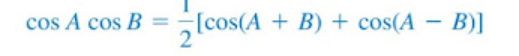 cos A cos B = 1/2[cos(A + B) + cos(A − B)]